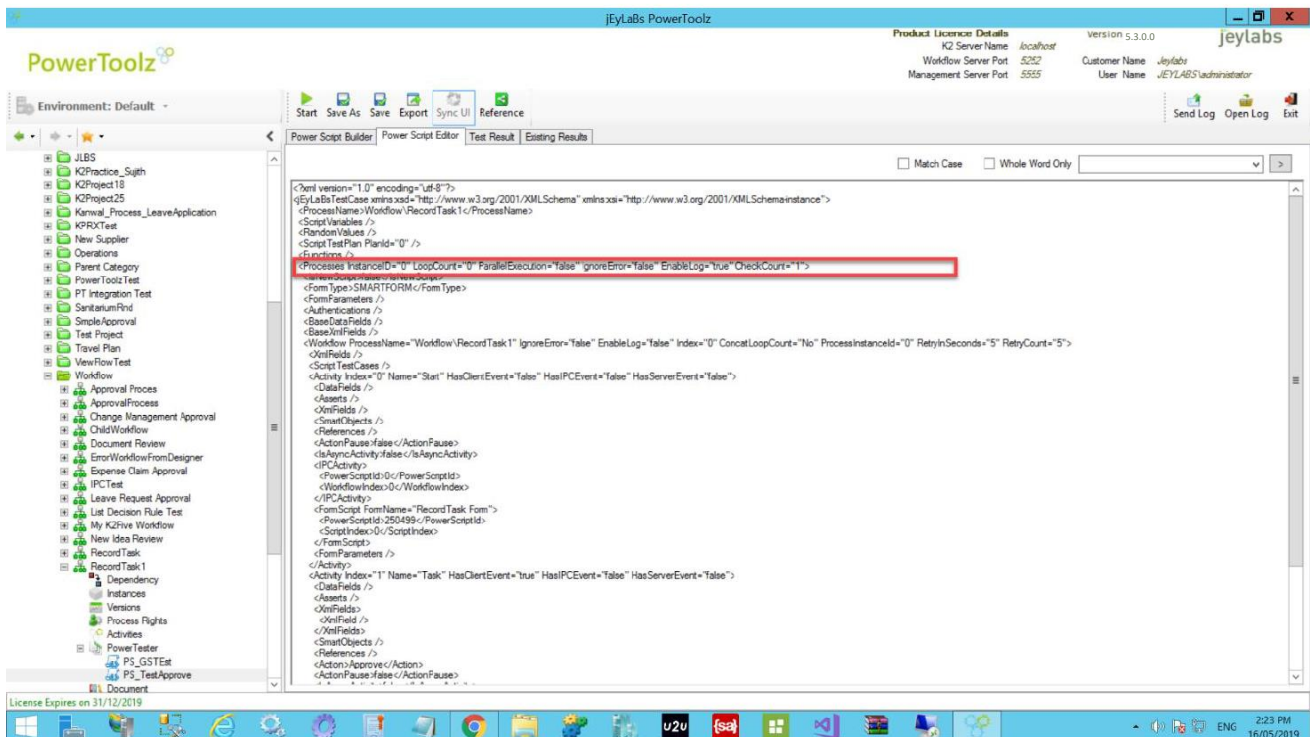 jEyLaBs PowerToolz
PowerToolz
Product Licence Details
K2 Server Name localhost
Workflow Server Port 5252
Management Server Port 5555
Version 5.3.0.0
Customer Name Jeylabs
User Name JEYLABS\administrator
jeylabs
Environment: Default
Start Save As Save Export Sync UI Reference
Send Log Open Log Exit
Power Script Builder Power Script Editor Test Result Existing Results
Match Case Whole Word Only >
JLBS
K2Practice_Sujith
K2Project18
K2Project25
Kanwal_Process_LeaveApplication
KPRXTest
New Supplier
Operations
Parent Category
PowerToolzTest
PT Integration Test
SanitariumRnd
SimpleApproval
Test Project
Travel Plan
ViewFlowTest
Workflow
Approval Proces
ApprovalProcess
Change Management Approval
ChildWorkflow
Document Review
ErrorWorkflowFromDesigner
Expense Claim Approval
IPCTest
Leave Request Approval
List Decision Rule Test
My K2Five Workflow
New Idea Review
RecordTask
RecordTask1
Dependency
Instances
Versions
Process Rights
Activities
PowerTester
PS_GSTEst
PS_TestApprove
Document
<?xml version="1.0" encoding="utf-8"?>
<jEyLaBsTestCase xmlns:xsd="http://www.w3.org/2001/XMLSchema" xmlns:xsi="http://www.w3.org/2001/XMLSchema-instance">
<ProcessName>Workflow\RecordTask1</ProcessName>
<ScriptVariables />
<RandomValues />
<ScriptTestPlan PlanId="0" />
<Functions />
<Processes InstanceID="0" LoopCount="0" ParallelExecution="false" IgnoreError="false" EnableLog="true" CheckCount="1">
<IsNewScript>false</IsNewScript>
<FormType>SMARTFORM</FormType>
<FormParameters />
<Authentications />
<BaseDataFields />
<BaseXmlFields />
<Workflow ProcessName="Workflow\RecordTask1" IgnoreError="false" EnableLog="false" Index="0" ConcatLoopCount="No" ProcessInstanceId="0" RetryInSeconds="5" RetryCount="5">
<XmlFields />
<ScriptTestCases />
<Activity Index="0" Name="Start" HasClientEvent="false" HasIPCEvent="false" HasServerEvent="false">
<DataFields />
<Asserts />
<XmlFields />
<SmartObjects />
<References />
<ActionPause>false</ActionPause>
<IsAsyncActivity>false</IsAsyncActivity>
<IPCActivity>
<PowerScriptId>0</PowerScriptId>
<WorkflowIndex>0</WorkflowIndex>
</IPCActivity>
<FormScript FormName="RecordTask Form">
<PowerScriptId>250499</PowerScriptId>
<ScriptIndex>0</ScriptIndex>
</FormScript>
<FormParameters />
</Activity>
<Activity Index="1" Name="Task" HasClientEvent="true" HasIPCEvent="false" HasServerEvent="false">
<DataFields />
<Asserts />
<XmlFields>
<XmlField />
</XmlFields>
<SmartObjects />
<References />
<Action>Approve</Action>
<ActionPause>false</ActionPause>
License Expires on 31/12/2019
u2u
{sa}
ENG
2:23 PM
16/05/2019